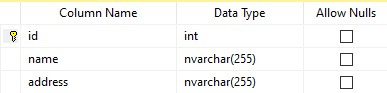 Column Name Data Type Allow Nulls
id int
name nvarchar(255)
address nvarchar(255)